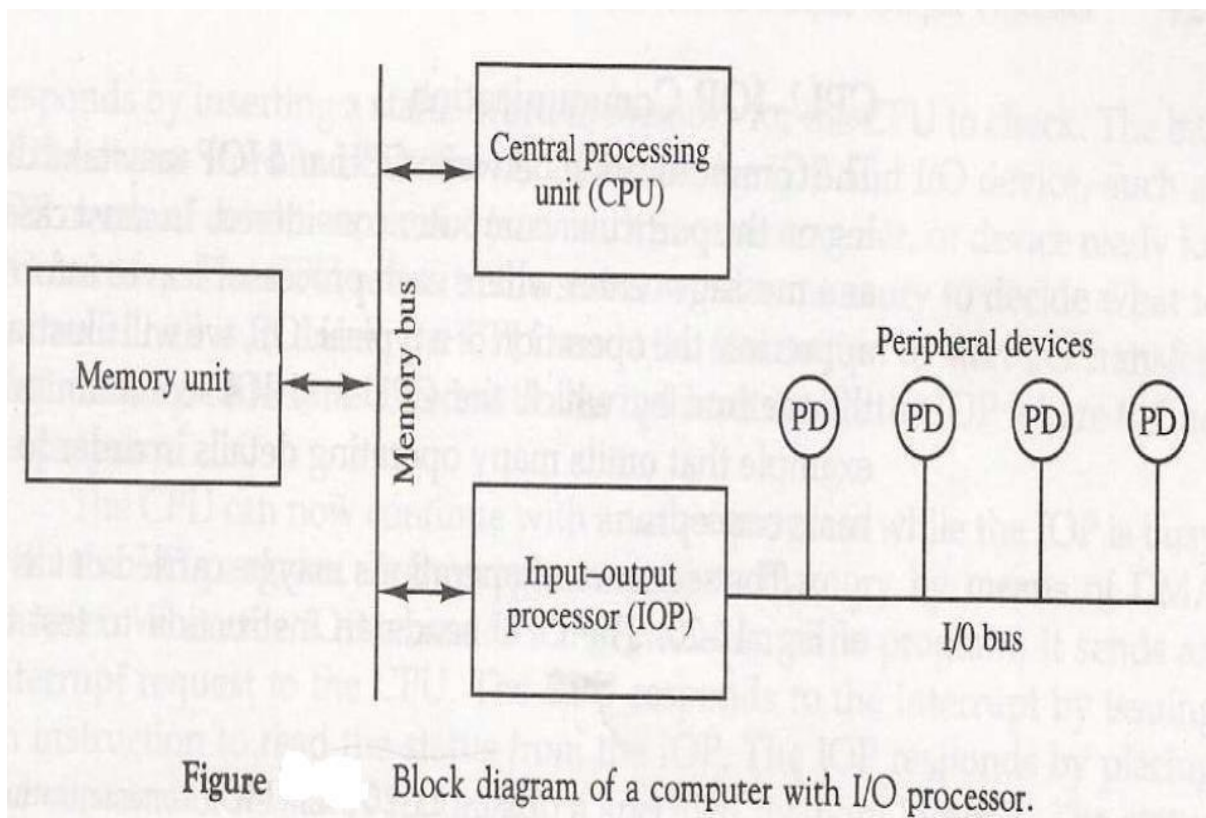 Central processing
unit (CPU)
Memory unit
Memory bus
Peripheral devices
PD PD PD PD
Input–output
processor (IOP)
I/0 bus
Figure Block diagram of a computer with I/O processor.